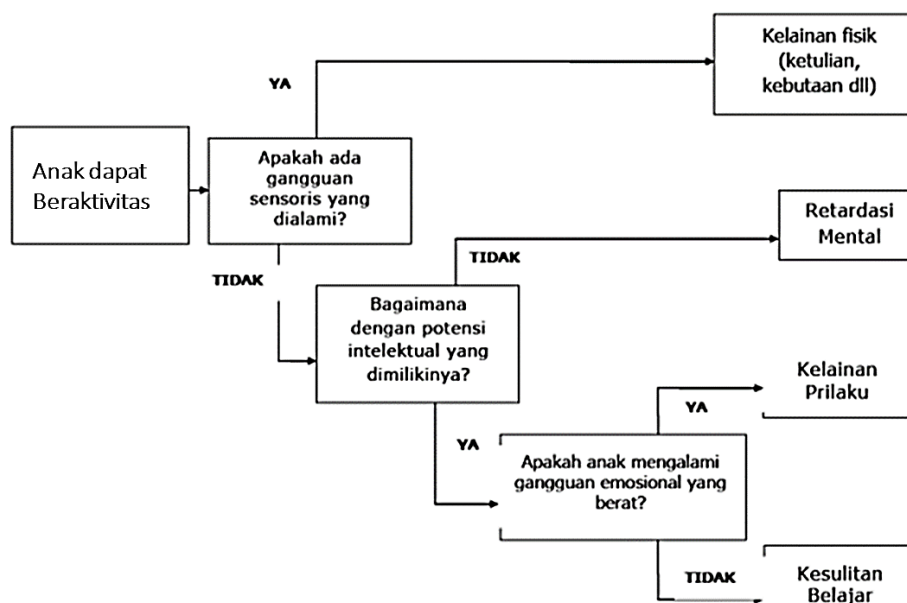 Kelainan fisik
(ketulian,
kebutaan dll)
YA
Anak dapat
Beraktivitas
Apakah ada
gangguan
sensoris yang
dialami?
Retardasi
Mental
TIDAK
TIDAK
Bagaimana
dengan potensi
intelektual yang
dimilikinya?
Kelainan
Prilaku
YA
YA
Apakah anak mengalami
gangguan emosional yang
berat?
TIDAK
Kesulitan
Belajar